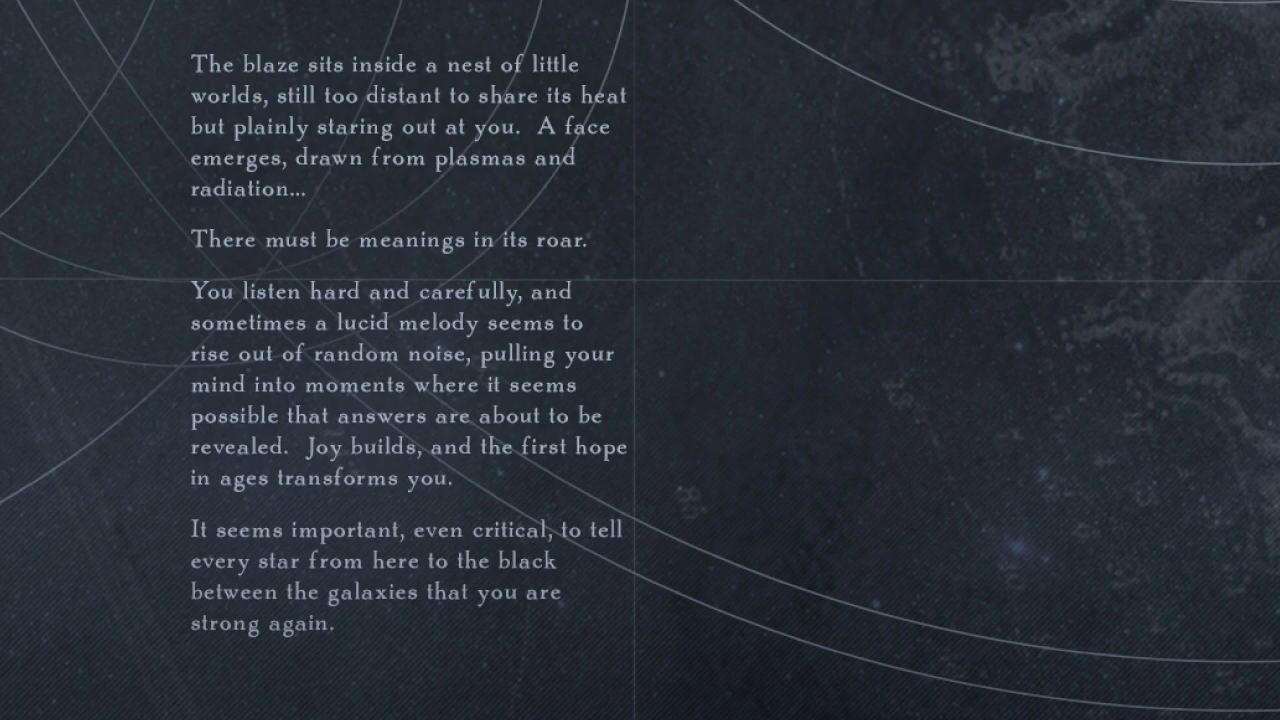 The blaze sits inside a nest of little
worlds, still too distant to share its heat
but plainly staring out at you.  A face
emerges, drawn from plasmas and
radiation...
There must be meanings in its roar.
You listen hard and carefully, and
sometimes a lucid melody seems to
rise out of random noise, pulling your
mind into moments where it seems
possible that answers are about to be
revealed.  Joy builds, and the first hope
in ages transforms you.
It seems important, even critical, to tell
every star from here to the black
between the galaxies that you are
strong again.